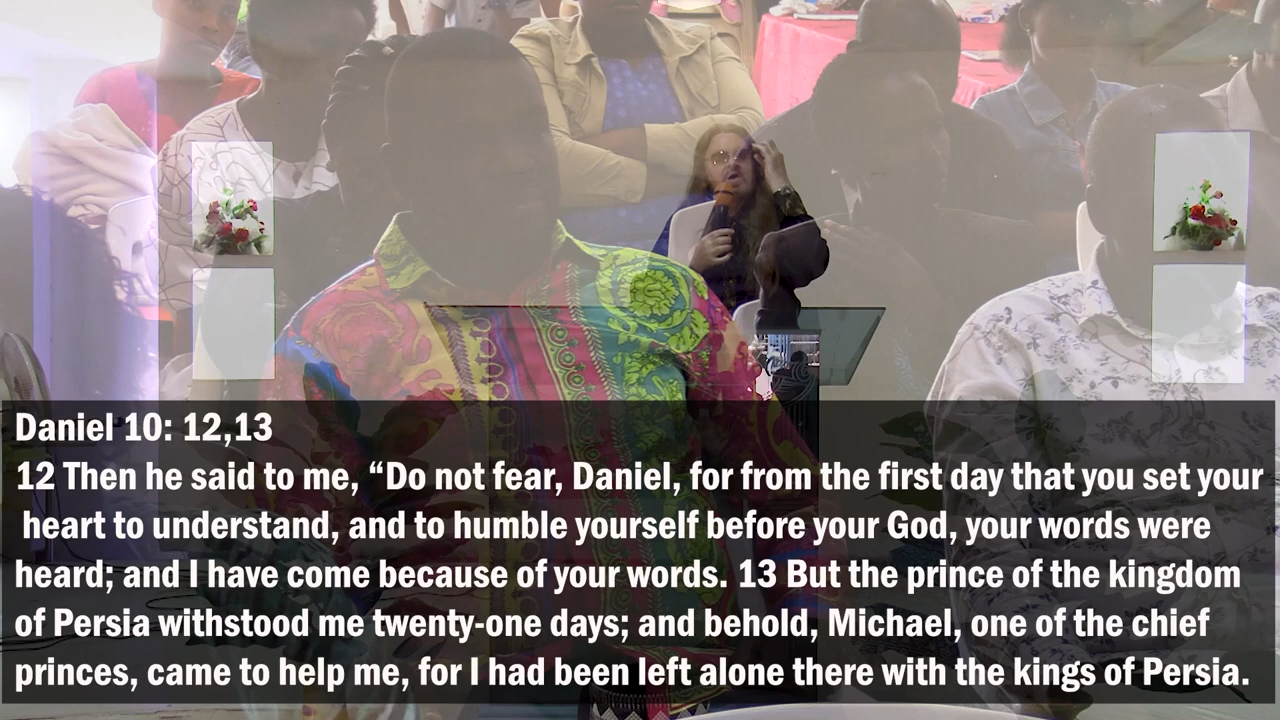 Daniel 10: 12,13
12 Then he said to me, “Do not fear, Daniel, for from the first day that you set your
heart to understand, and to humble yourself before your God, your words were
heard; and I have come because of your words. 13 But the prince of the kingdom
of Persia withstood me twenty-one days; and behold, Michael, one of the chief
princes, came to help me, for I had been left alone there with the kings of Persia.